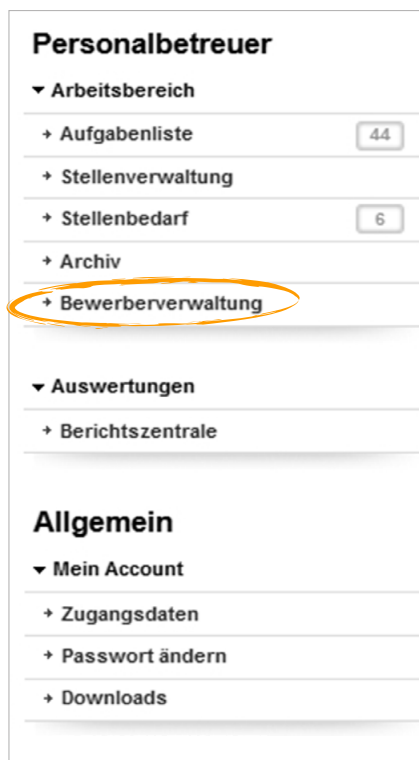 Personalbetreuer
Arbeitsbereich
Aufgabenliste 44
Stellenverwaltung
Stellenbedarf 6
Archiv
Bewerberverwaltung
Auswertungen
Berichtszentrale
Allgemein
Mein Account
Zugangsdaten
Passwort ändern
Downloads